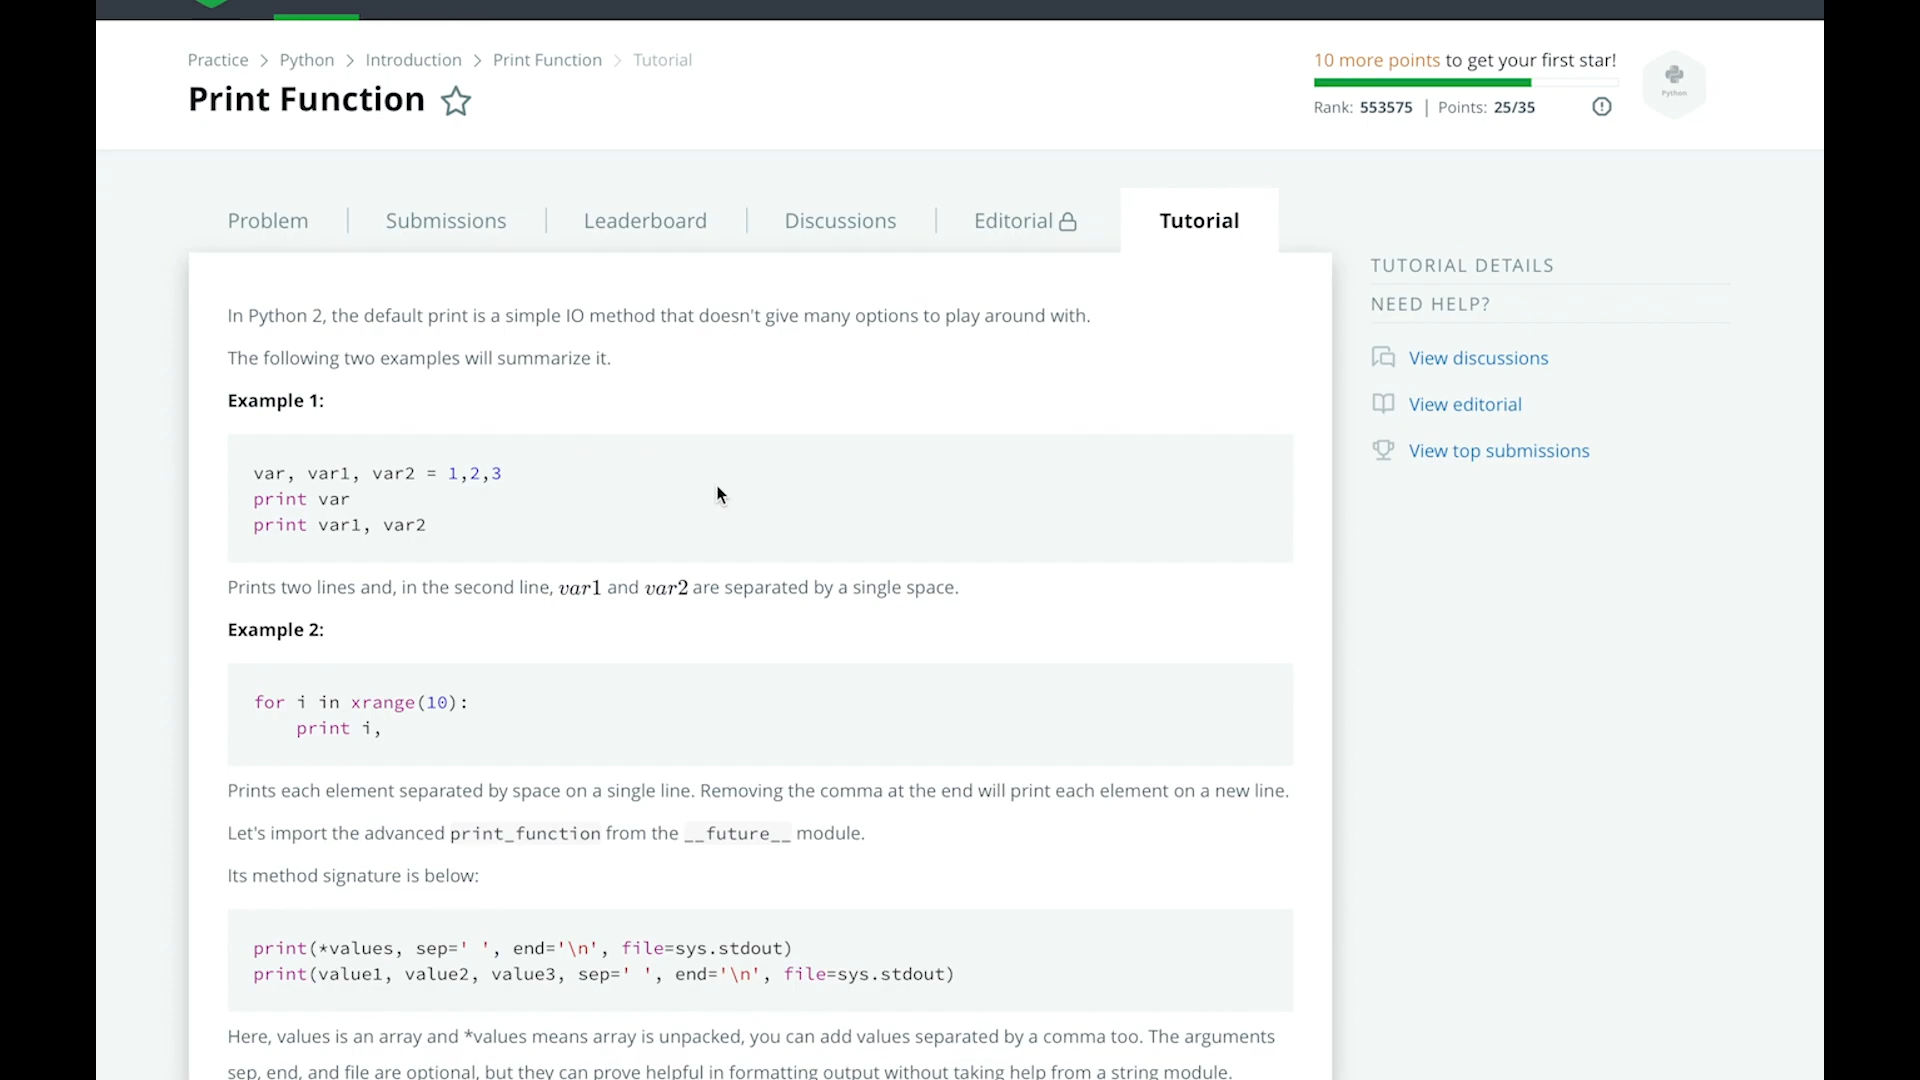 Practice > Python > Introduction > Print Function > Tutorial
Print Function
10 more points to get your first star!
Rank: 553575 | Points: 25/35
Python
Problem
Submissions
Leaderboard
Discussions
Editorial
Tutorial
In Python 2, the default print is a simple IO method that doesn't give many options to play around with.
The following two examples will summarize it.
Example 1:
var, var1, var2 = 1,2,3
print var
print var1, var2
Prints two lines and, in the second line, var1 and var2 are separated by a single space.
Example 2:
for i in xrange(10):
    print i,
Prints each element separated by space on a single line. Removing the comma at the end will print each element on a new line.
Let's import the advanced print_function from the __future__ module.
Its method signature is below:
print(*values, sep=' ', end='\n', file=sys.stdout)
print(value1, value2, value3, sep=' ', end='\n', file=sys.stdout)
Here, values is an array and *values means array is unpacked, you can add values separated by a comma too. The arguments
sep, end, and file are optional, but they can prove helpful in formatting output without taking help from a string module.
TUTORIAL DETAILS
NEED HELP?
View discussions
View editorial
View top submissions